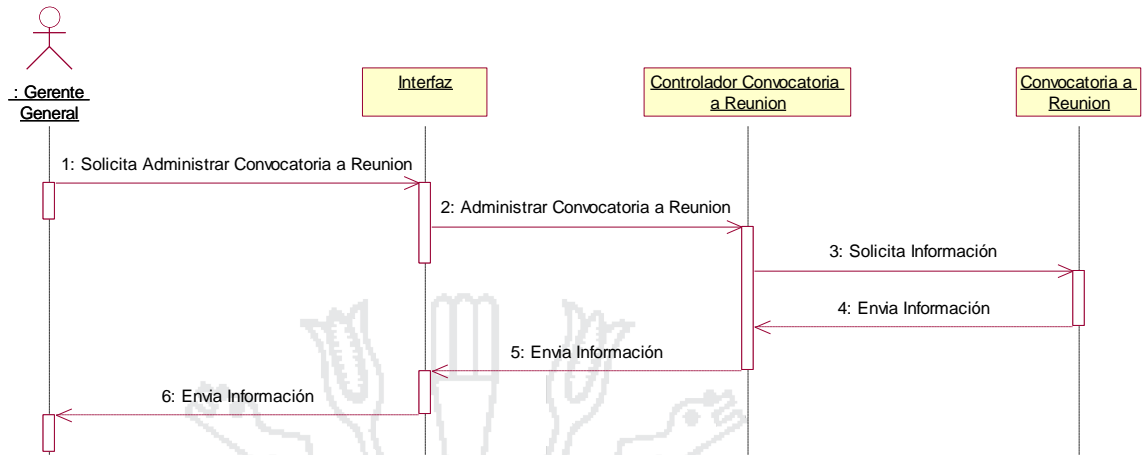 : Gerente
General
Interfaz
Controlador Convocatoria
a Reunion
Convocatoria a
Reunion
1: Solicita Administrar Convocatoria a Reunion
2: Administrar Convocatoria a Reunion
3: Solicita Información
4: Envia Información
5: Envia Información
6: Envia Información